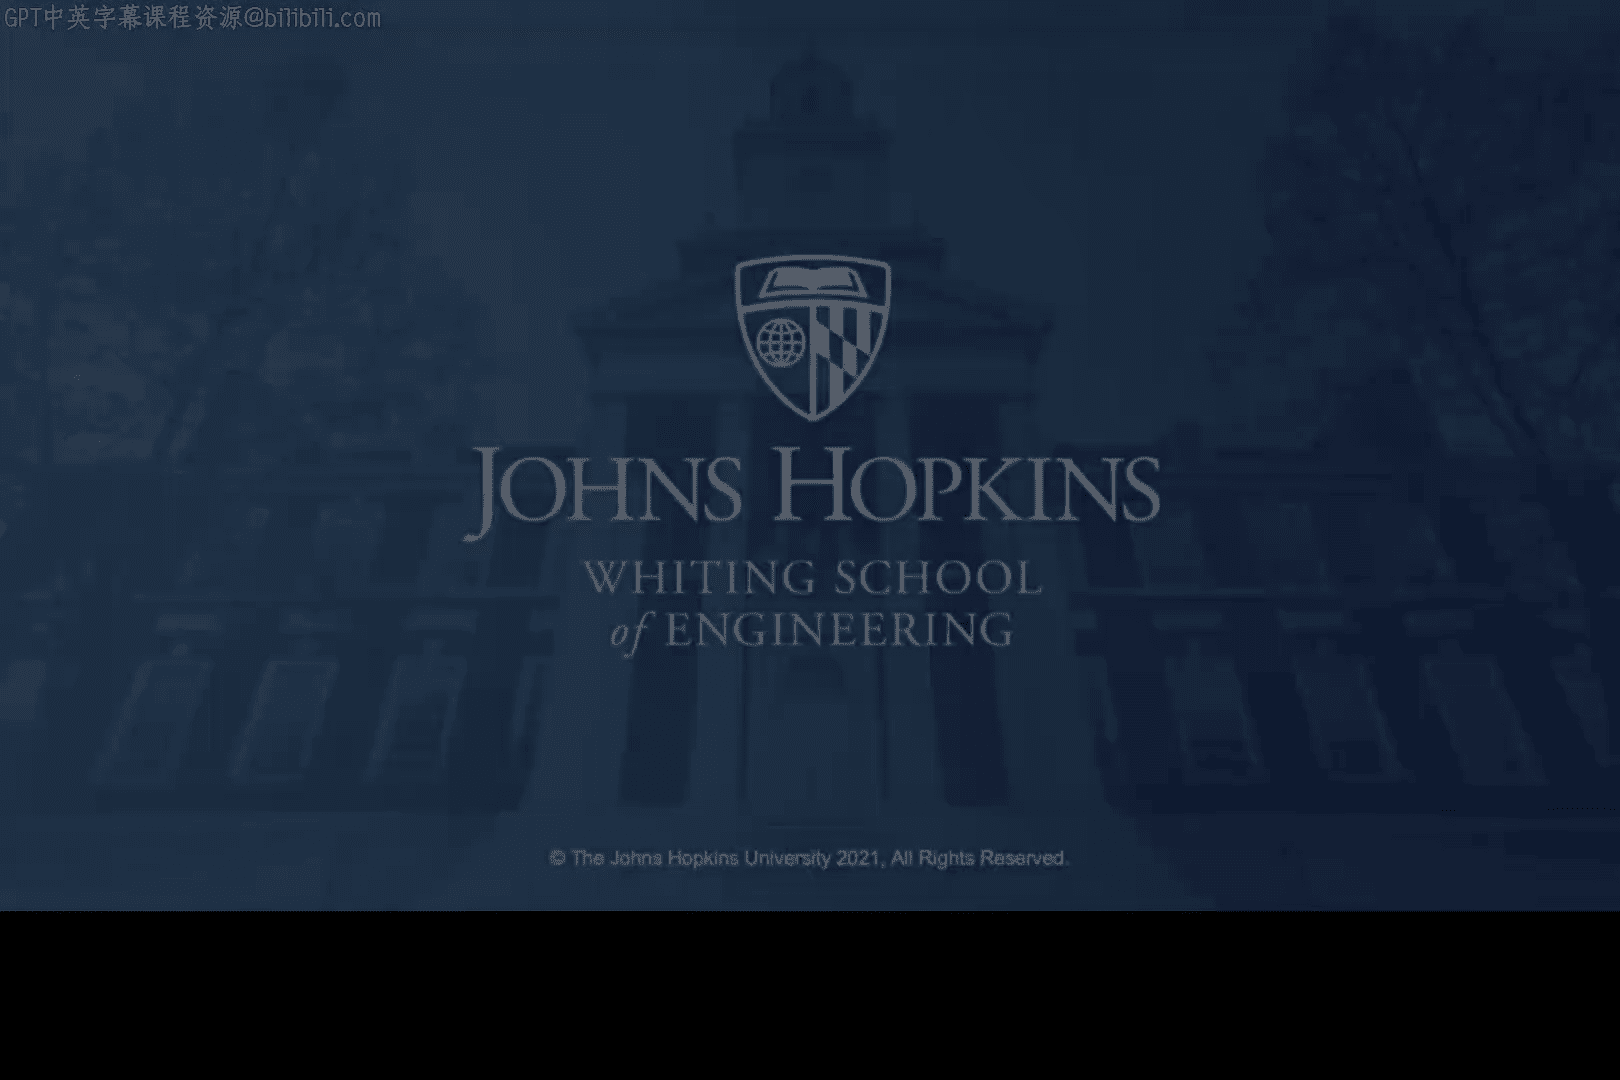 GPT中英字幕课程资源@bilibili.com
JOHNS HOPKINS
WHITING SCHOOL
of ENGINEERING
© The Johns Hopkins University 2021, All Rights Reserved.